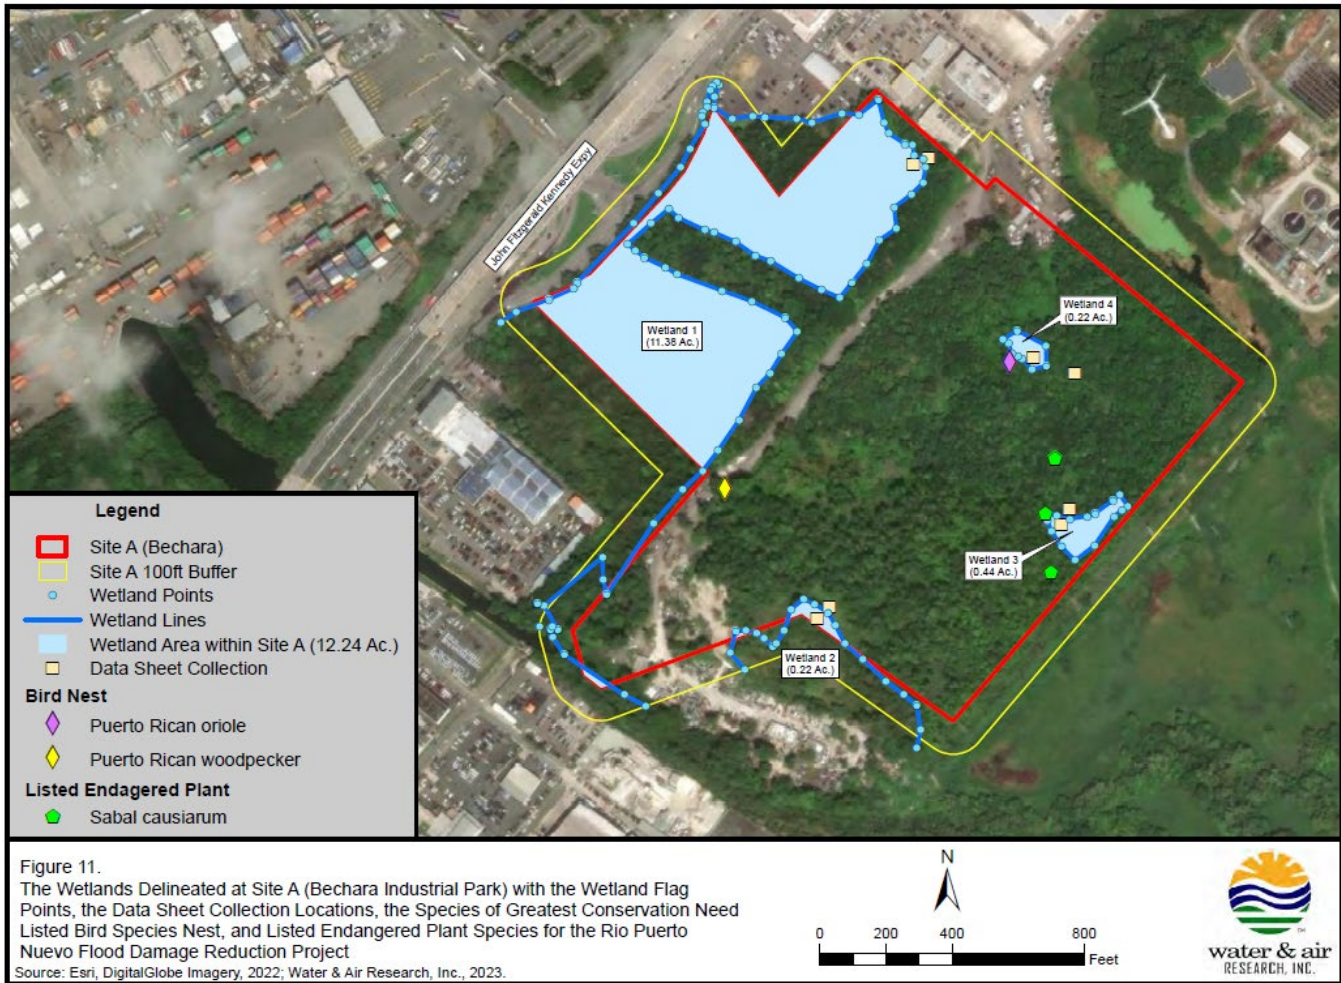 John Fitzgerald Kennedy Expy
Wetland 1
(11.38 Ac.)
Wetland 4
(0.22 Ac.)
Wetland 3
(0.44 Ac.)
Wetland 2
(0.22 Ac.)
Legend
Site A (Bechara)
Site A 100ft Buffer
Wetland Points
Wetland Lines
Wetland Area within Site A (12.24 Ac.)
Data Sheet Collection
Bird Nest
Puerto Rican oriole
Puerto Rican woodpecker
Listed Endagered Plant
Sabal causiarum
Figure 11.
The Wetlands Delineated at Site A (Bechara Industrial Park) with the Wetland Flag
Points, the Data Sheet Collection Locations, the Species of Greatest Conservation Need
Listed Bird Species Nest, and Listed Endangered Plant Species for the Rio Puerto
Nuevo Flood Damage Reduction Project
Source: Esri, DigitalGlobe Imagery, 2022; Water & Air Research, Inc., 2023.
N
0 200 400 800
Feet
TM
water & air
RESEARCH, INC.